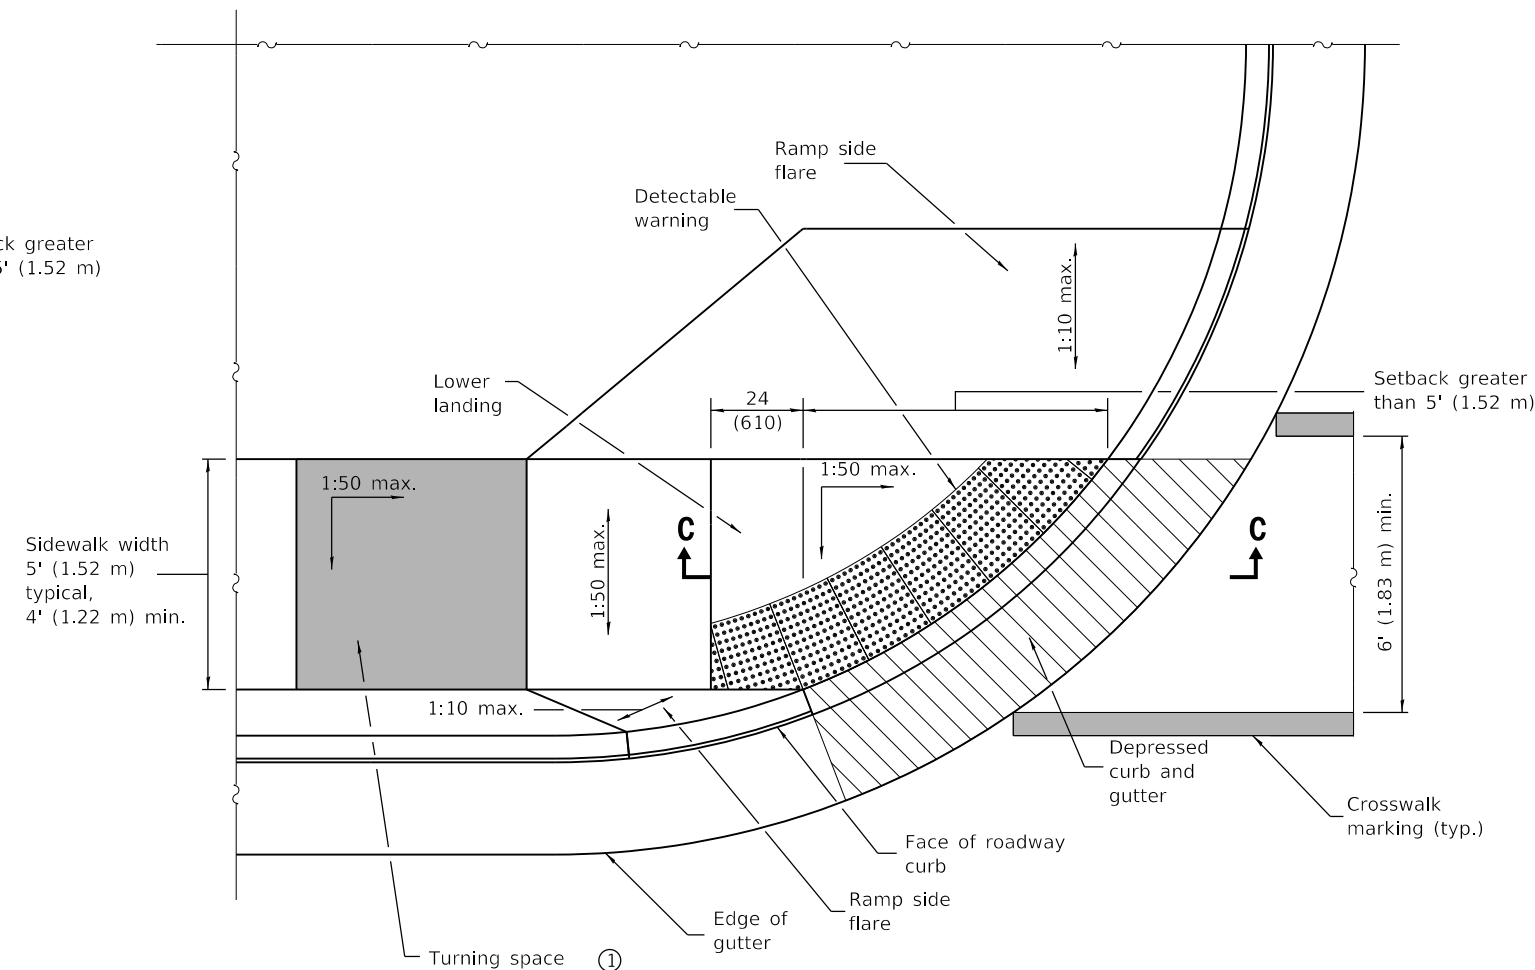 Ramp side
flare
Detectable
warning
ck greater
5' (1.52 m)
1:10 max.
Lower
landing
24
(610)
Setback greater
than 5' (1.52 m)
1:50 max.
1:50 max.
Sidewalk width
5' (1.52 m)
typical,
4' (1.22 m) min.
1:50 max.
C
C
6' (1.83 m) min.
1:10 max.
Depressed
curb and
gutter
Crosswalk
marking (typ.)
Face of roadway
curb
Ramp side
flare
Edge of
gutter
Turning space ①